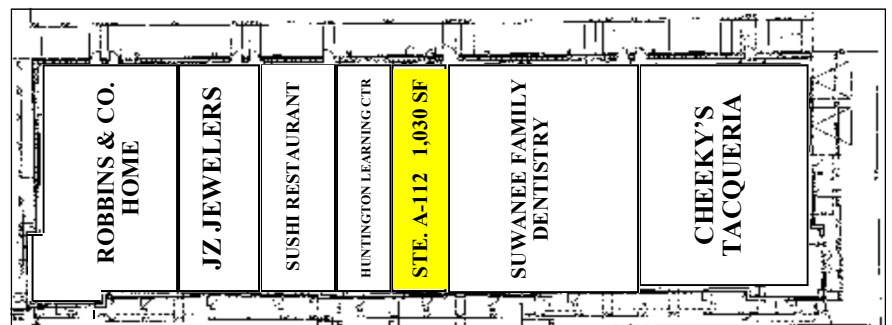 ROBBINS & CO.
HOME
JZ JEWELERS
SUSHI RESTAURANT
HUNTINGTON LEARNING CTR
STE. A-112 1,030 SF
SUWANEE FAMILY
DENTISTRY
CHEEKY'S
TACQUERIA